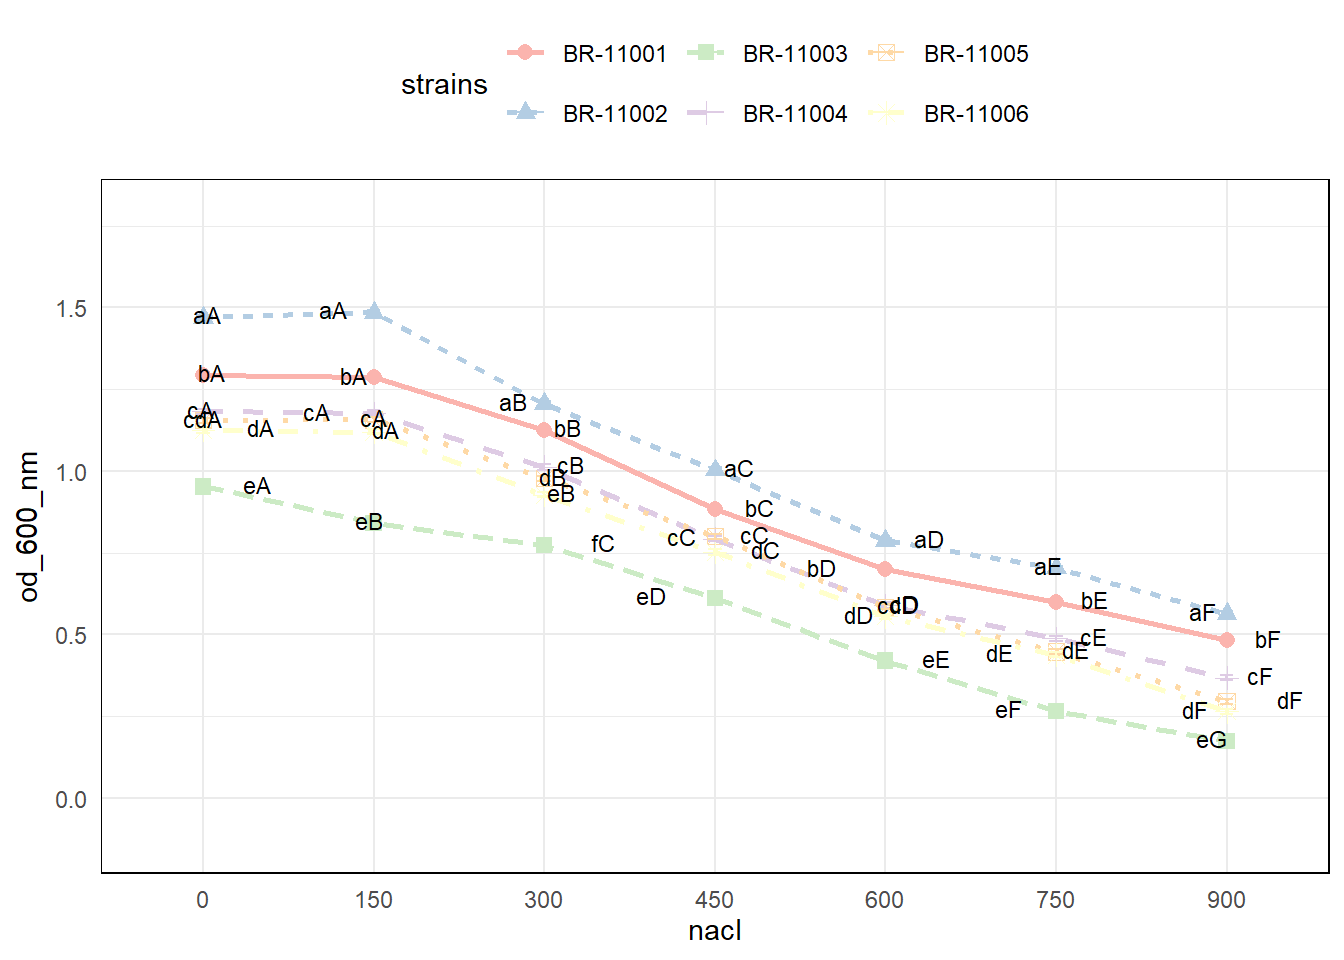 BR-11001 BR-11003 BR-11005
strains
BR-11002 BR-11004 BR-11006
1.5
1.0
0.5
0.0
od_600_nm
aA aA
bA bA
aB
cA cA cA
cdA dA dA
bB
cB
dB
eB
aC
eA
bC
eB
fC
cC cC
dC
aD
bD
aE
eD
cdD dD
dD
bE
aF
bF
cE
dE dE
eE
cF
dF
dF
eF
eG
0 150 300 450 600 750 900
nacl